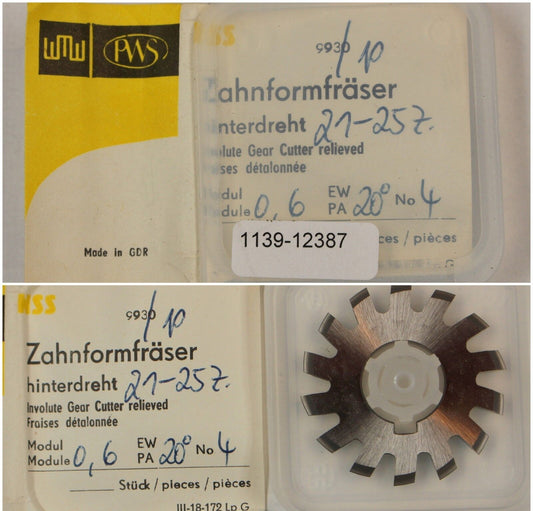 WMW PWS HSS
9930/10
Zahnformfräser
hinterdreht 21-25Z.
Involute Gear Cutter relieved
Fraises détalonnée
Modul EW
Module 0,6 PA 20° No 4
1139-12387
pieces / pièces
Made in GDR
HSS
9930/10
Zahnformfräser
hinterdreht 21-25Z.
Involute Gear Cutter relieved
Fraises détalonnée
Modul EW
Module 0,6 PA 20° No 4
Stück / pieces / pièces
III-18-172 Lp G